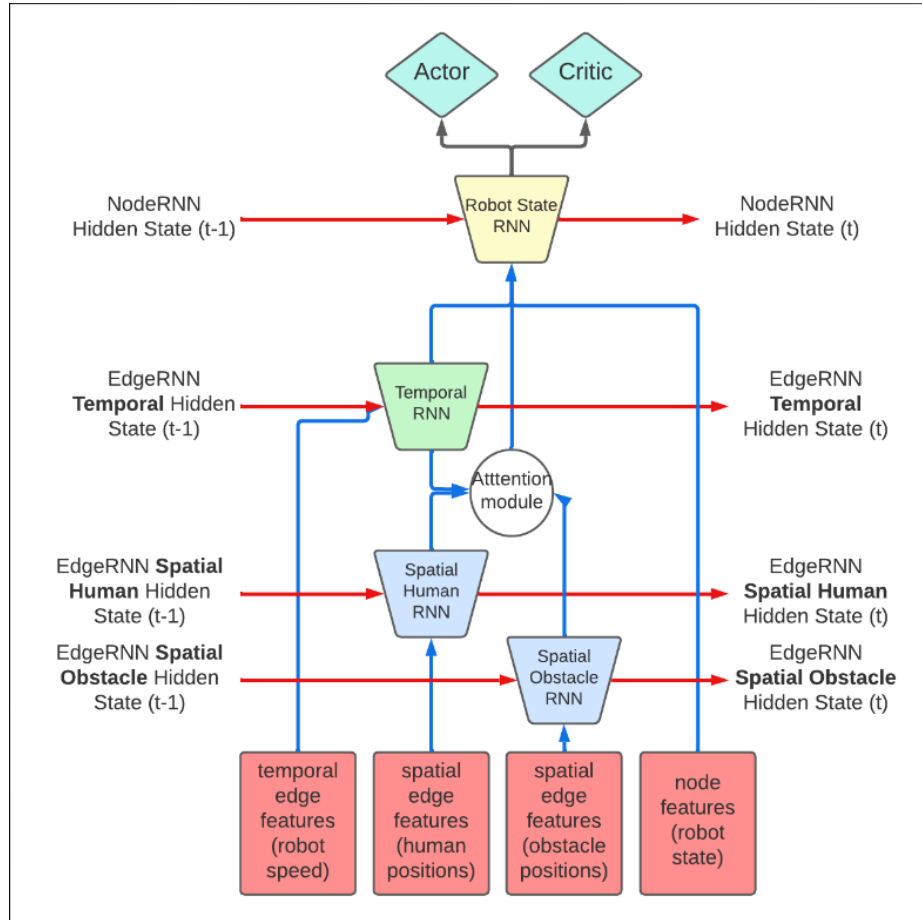 Actor
Critic
NodeRNN
Hidden State (t-1)
Robot State
RNN
NodeRNN
Hidden State (t)
EdgeRNN
Temporal Hidden
State (t-1)
Temporal
RNN
EdgeRNN
Temporal
Hidden State (t)
Atttention
module
EdgeRNN Spatial
Human Hidden
State (t-1)
Spatial
Human
RNN
EdgeRNN
Spatial Human
Hidden State (t)
EdgeRNN Spatial
Obstacle Hidden
State (t-1)
Spatial
Obstacle
RNN
EdgeRNN
Spatial Obstacle
Hidden State (t)
temporal
edge
features
(robot
speed)
spatial
edge
features
(human
positions)
spatial
edge
features
(obstacle
positions)
node
features
(robot
state)